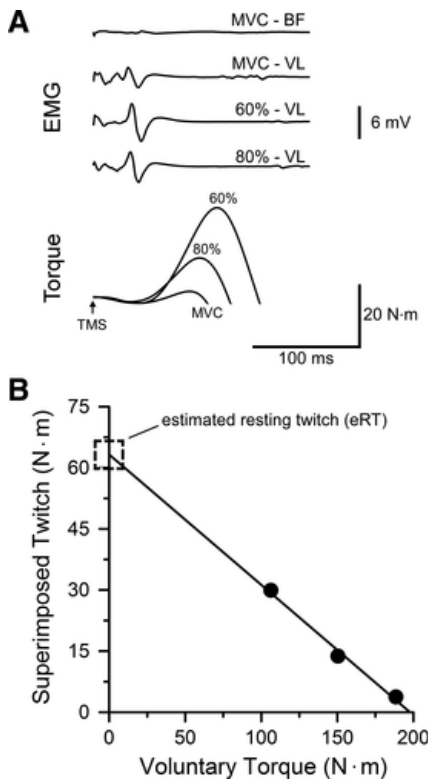 A
MVC - BF
MVC - VL
60% - VL
80% - VL
EMG
6 mV
60%
80%
MVC
TMS
Torque
20 N·m
100 ms
B
estimated resting twitch (eRT)
Superimposed Twitch (N·m)
75
60
45
30
15
0
0 50 100 150 200
Voluntary Torque (N·m)